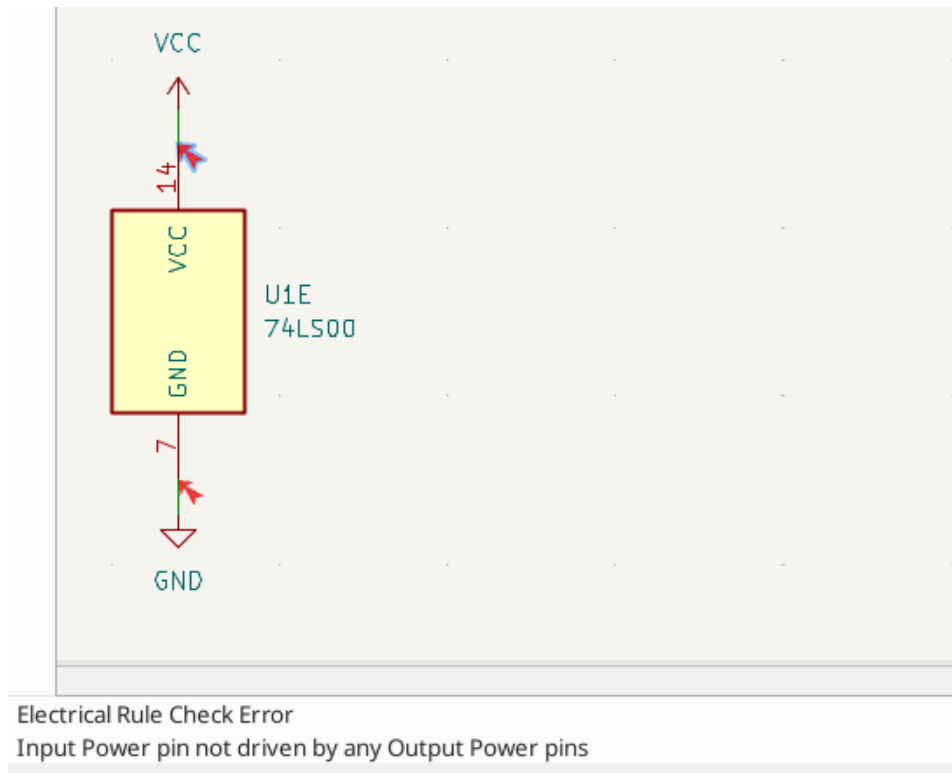 VCC
14
VCC
U1E
74LS00
GND
7
GND
Electrical Rule Check Error
Input Power pin not driven by any Output Power pins